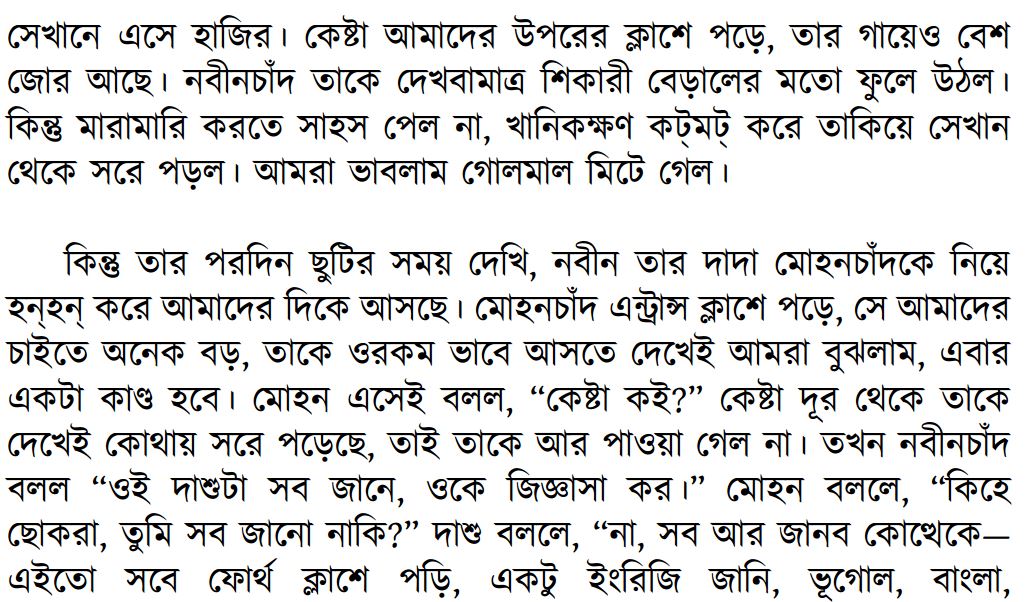 সেখানে এসে হাজির। কেষ্টা আমাদের উপরের ক্লাশে পড়ে, তার গায়েও বেশ
জোর আছে। নবীনচাঁদ তাকে দেখবামাত্র শিকারী বেড়ালের মতো ফুলে উঠল।
কিন্তু মারামারি করতে সাহস পেল না, খানিকক্ষণ কট্‌মট্‌ করে তাকিয়ে সেখান
থেকে সরে পড়ল। আমরা ভাবলাম গোলমাল মিটে গেল।
কিন্তু তার পরদিন ছুটির সময় দেখি, নবীন তার দাদা মোহনচাঁদকে নিয়ে
হন্‌হন্‌ করে আমাদের দিকে আসছে। মোহনচাঁদ এন্ট্রান্স ক্লাশে পড়ে, সে আমাদের
চাইতে অনেক বড়, তাকে ওরকম ভাবে আসতে দেখেই আমরা বুঝলাম, এবার
একটা কাণ্ড হবে। মোহন এসেই বলল, “কেষ্টা কই?” কেষ্টা দূর থেকে তাকে
দেখেই কোথায় সরে পড়েছে, তাই তাকে আর পাওয়া গেল না। তখন নবীনচাঁদ
বলল “ওই দাশুটা সব জানে, ওকে জিজ্ঞাসা কর।” মোহন বললে, “কিহে
ছোকরা, তুমি সব জানো নাকি?” দাশু বললে, “না, সব আর জানব কোত্থেকে—
এইতো সবে ফোর্থ ক্লাশে পড়ি, একটু ইংরিজি জানি, ভূগোল, বাংলা,